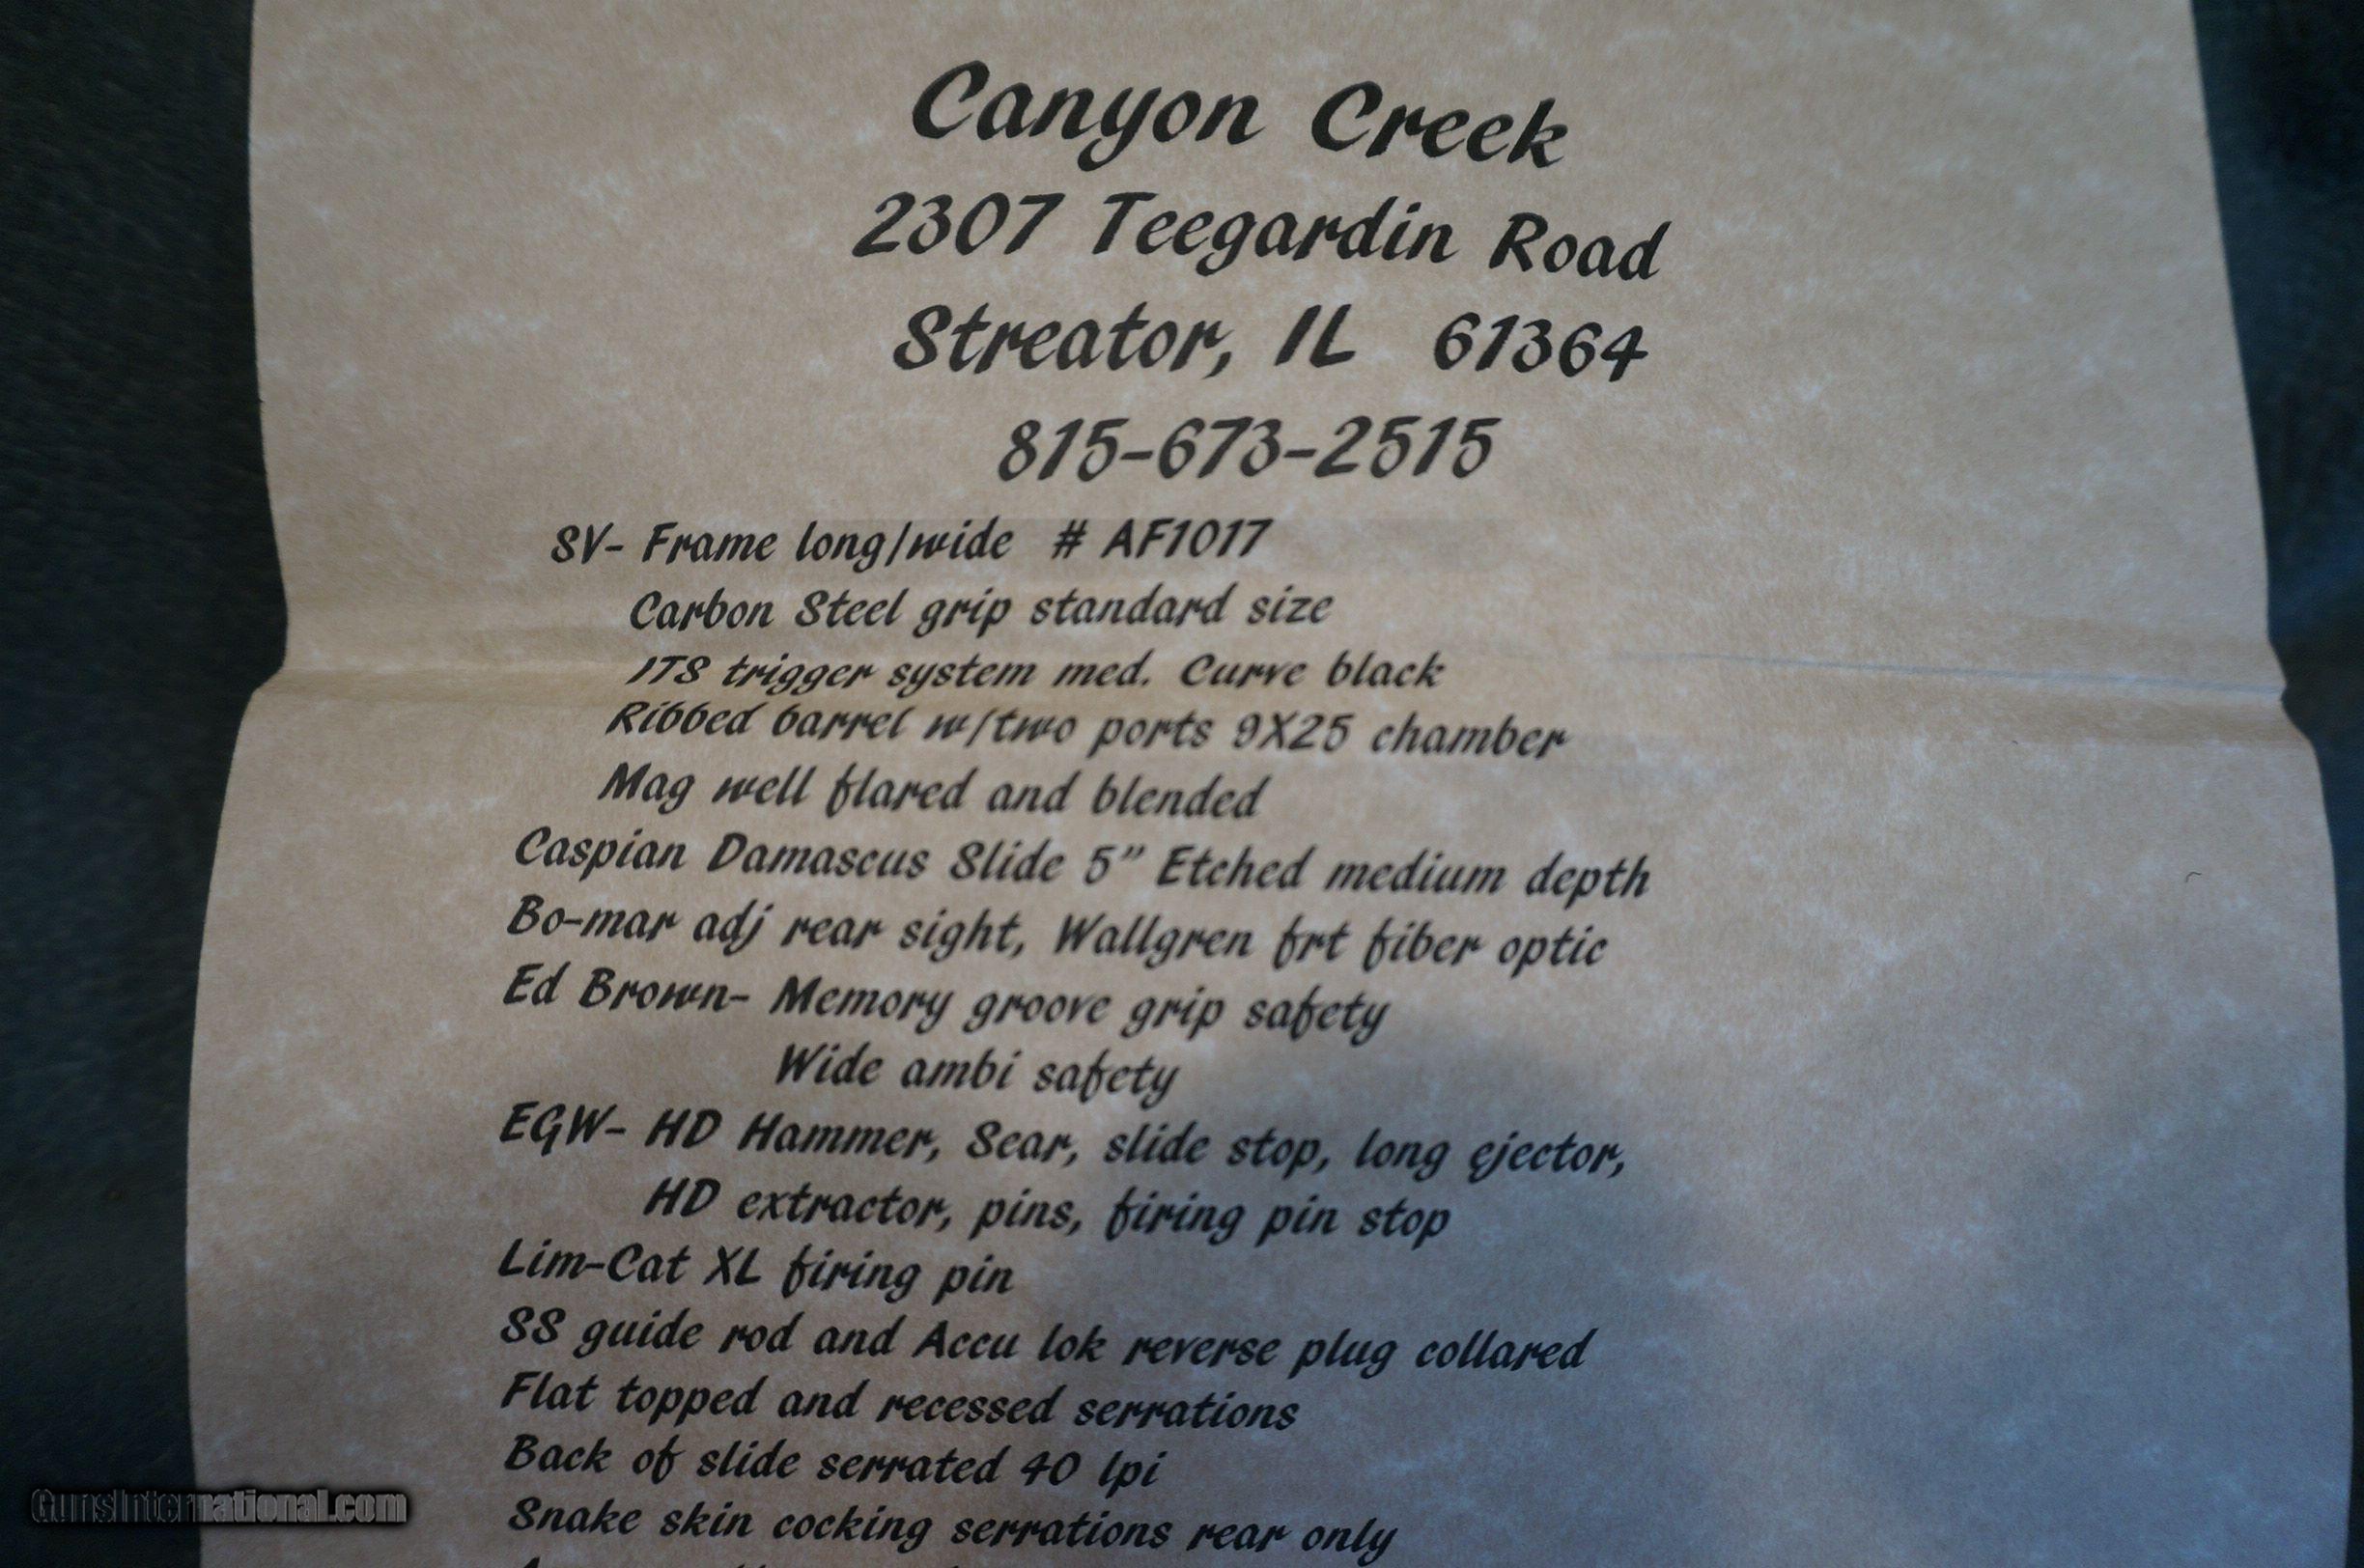 Canyon Creek
2307 Teegardin Road
Streator, IL 61364
815-673-2515
SV- Frame long/wide # AF1017
Carbon Steel grip standard size
ITS trigger system med. Curve black
Ribbed barrel w/two ports 9X25 chamber
Mag well flared and blended
Caspian Damascus Slide 5" Etched medium depth
Bo-mar adj rear sight, Wallgren frt fiber optic
Ed Brown- Memory groove grip safety
Wide ambi safety
EGW- HD Hammer, Sear, slide stop, long ejector,
HD extractor, pins, firing pin stop
Lim-Cat XL firing pin
SS guide rod and Accu lok reverse plug collared
Flat topped and recessed serrations
Back of slide serrated 40 lpi
Snake skin cocking serrations rear only
GunsInternational.com